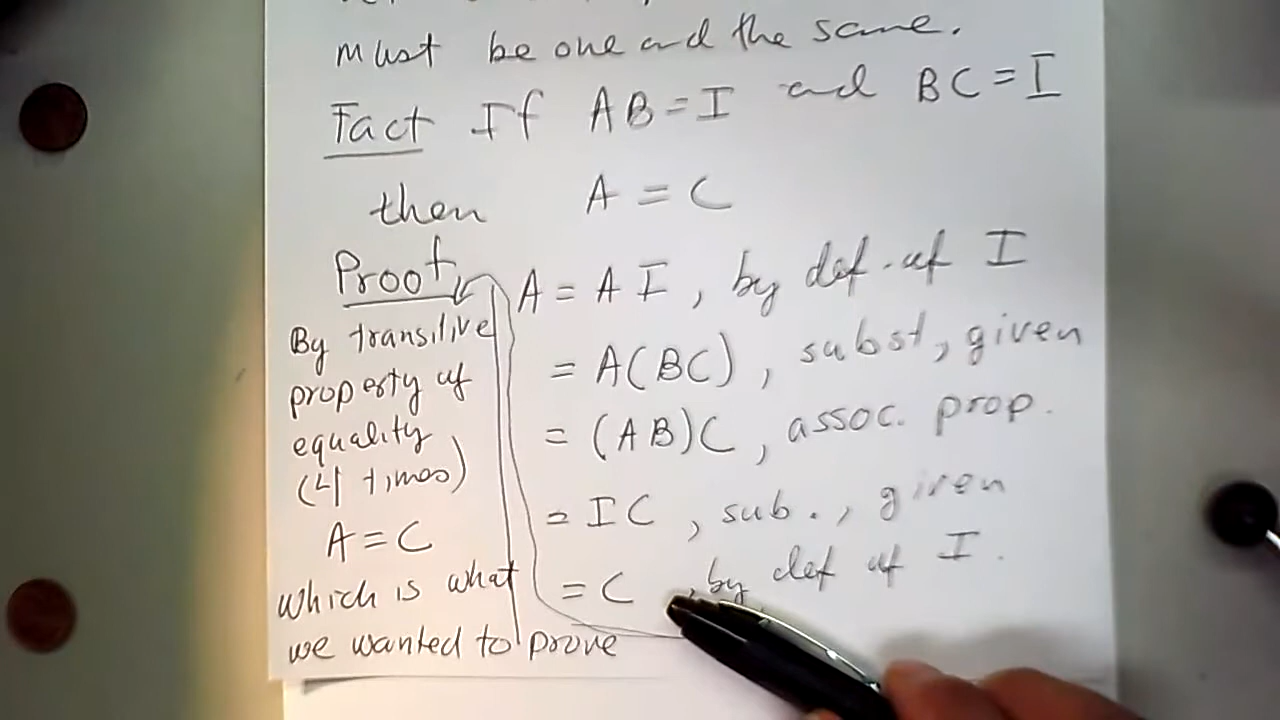 must be one and the same.
Fact If AB=I and BC=I
then A=C
Proof A=AI, by def. of I
=A(BC), subst, given
=(AB)C, assoc. prop.
=IC, sub., given
=C, by def of I.
By transitive
property of
equality
(4 times)
A=C
which is what
we wanted to prove